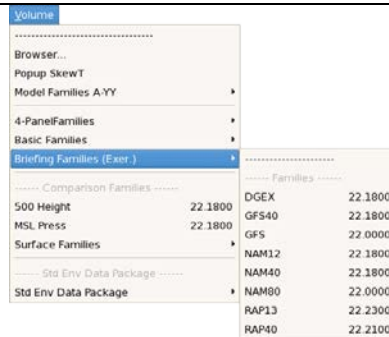 Volume
Browser...
Popup SkewT
Model Families A-YY
4-PanelFamilies
Basic Families
Briefing Families (Exer.)
------ Comparison Families ------
500 Height 22.1800
MSL Press 22.1800
Surface Families
------ Std Env Data Package ------
Std Env Data Package
------ Families ------
DGEX 22.1800
GFS40 22.1800
GFS 22.0000
NAM12 22.1800
NAM40 22.1800
NAM80 22.0000
RAP13 22.2300
RAP40 22.2100